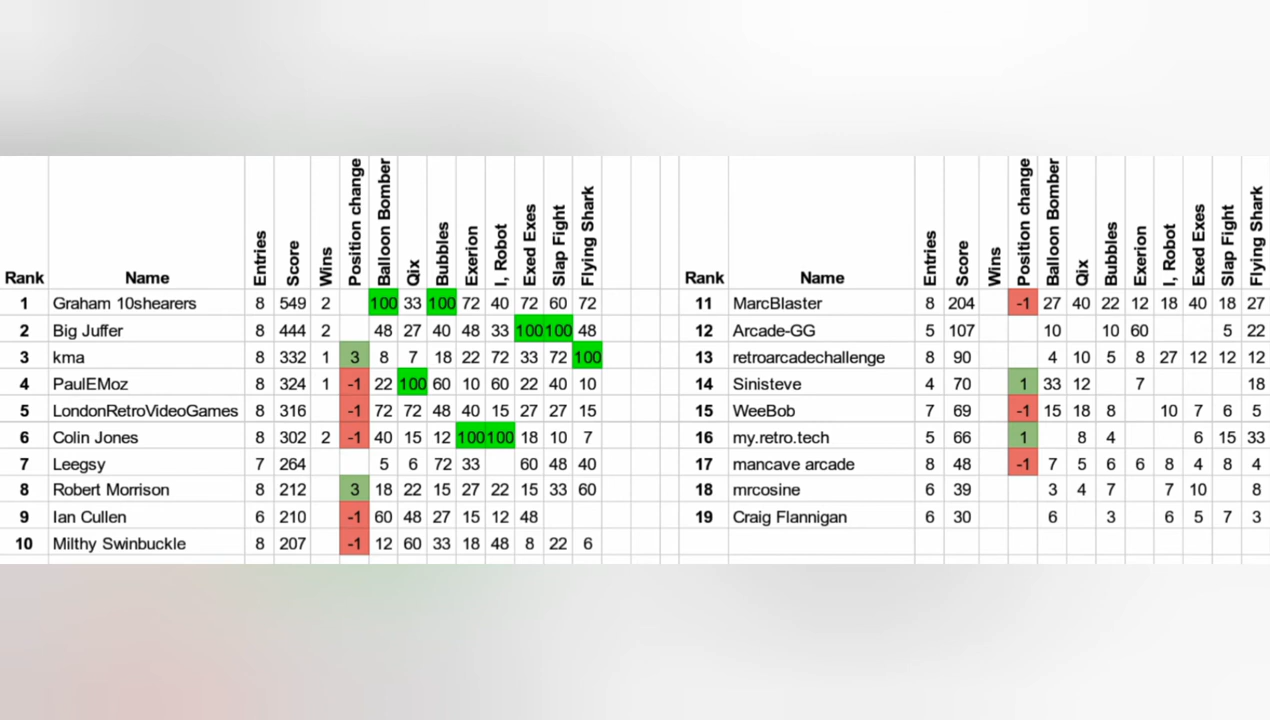 Rank Name Entries Score Wins Position change Balloon Bomber Qix Bubbles Exerion I, Robot Exed Exes Slap Fight Flying Shark
1 Graham 10shearers 8 549 2 100 33 100 72 40 72 60 72
2 Big Juffer 8 444 2 48 27 40 48 33 100 100 48
3 kma 8 332 1 3 8 7 18 22 72 33 72 100
4 PaulEMoz 8 324 1 -1 22 100 60 10 60 22 40 10
5 LondonRetroVideoGames 8 316 -1 72 72 48 40 15 27 27 15
6 Colin Jones 8 302 2 -1 40 15 12 100 100 18 10 7
7 Leegsy 7 264 5 6 72 33 60 48 40
8 Robert Morrison 8 212 3 18 22 15 27 22 15 33 60
9 Ian Cullen 6 210 -1 60 48 27 15 12 48
10 Milthy Swinbuckle 8 207 -1 12 60 33 18 48 8 22 6
Rank Name Entries Score Wins Position change Balloon Bomber Qix Bubbles Exerion I, Robot Exed Exes Slap Fight Flying Shark
11 MarcBlaster 8 204 -1 27 40 22 12 18 40 18 27
12 Arcade-GG 5 107 10 10 60 5 22
13 retroarcadechallenge 8 90 4 10 5 8 27 12 12 12
14 Sinisteve 4 70 1 33 12 7 18
15 WeeBob 7 69 -1 15 18 8 10 7 6 5
16 my.retro.tech 5 66 1 8 4 6 15 33
17 mancave arcade 8 48 -1 7 5 6 6 8 4 8 4
18 mrcosine 6 39 3 4 7 7 10 8
19 Craig Flannigan 6 30 6 3 6 5 7 3